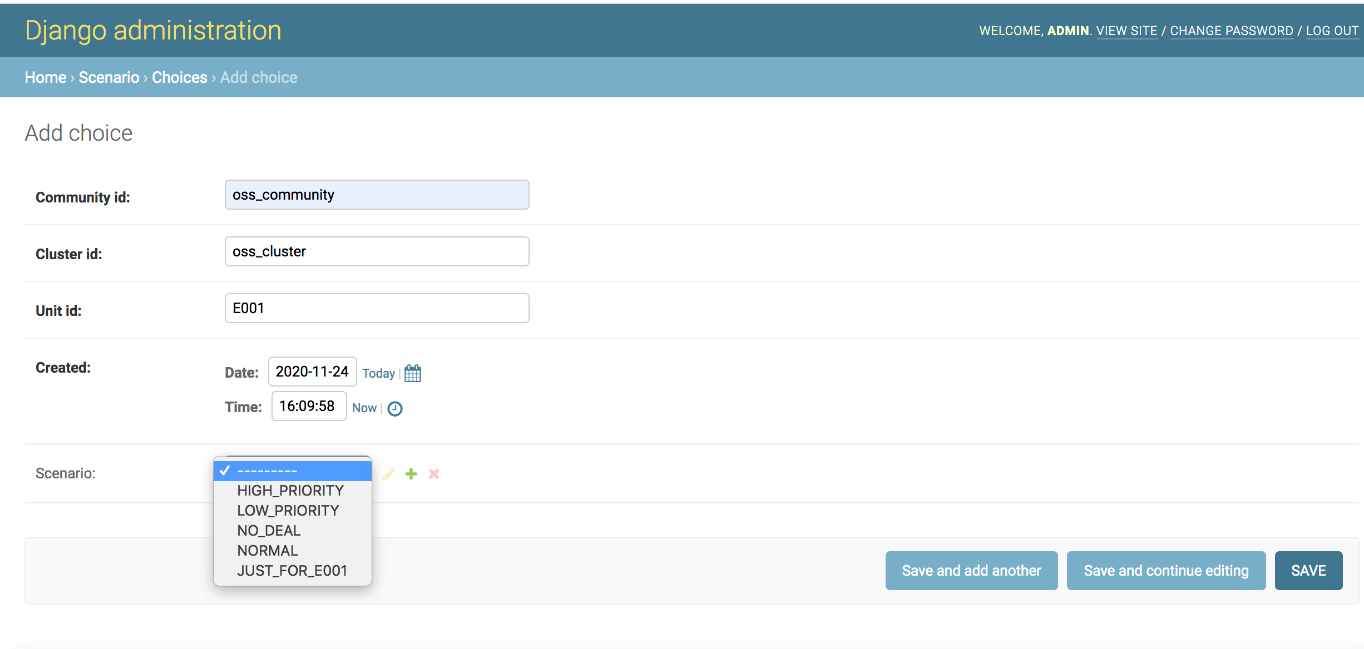 Django administration
WELCOME, ADMIN. VIEW SITE / CHANGE PASSWORD / LOG OUT
Home › Scenario › Choices › Add choice
Add choice
Community id: oss_community
Cluster id: oss_cluster
Unit id: E001
Created: Date: 2020-11-24 Today |
Time: 16:09:58 Now |
Scenario: ✓ ---------
HIGH_PRIORITY
LOW_PRIORITY
NO_DEAL
NORMAL
JUST_FOR_E001
Save and add another Save and continue editing SAVE